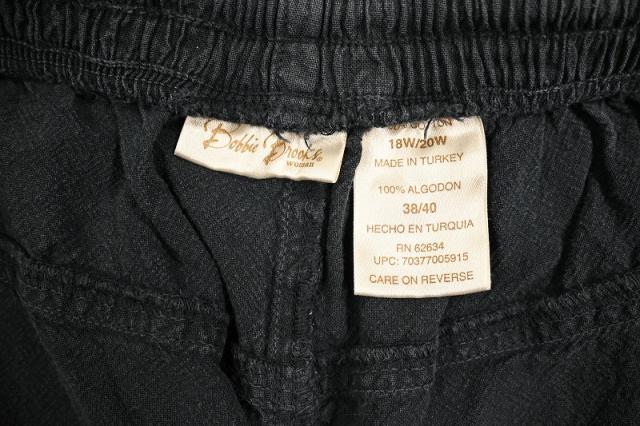 Bobbie Brooks
WOMAN
COTTON
18W/20W
MADE IN TURKEY
100% ALGODON
38/40
HECHO EN TURQUIA
RN 62634
UPC: 70377005915
CARE ON REVERSE